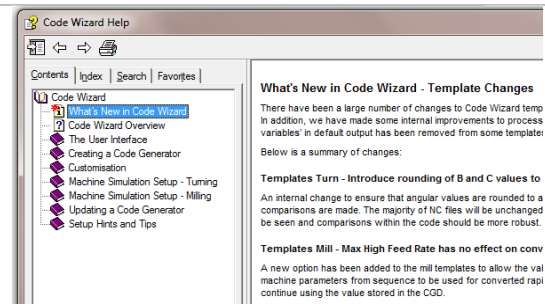 Code Wizard Help
Contents Index Search Favorites
Code Wizard
What's New in Code Wizard
Code Wizard Overview
The User Interface
Creating a Code Generator
Customisation
Machine Simulation Setup - Turning
Machine Simulation Setup - Milling
Updating a Code Generator
Setup Hints and Tips
What's New in Code Wizard - Template Changes
There have been a large number of changes to Code Wizard temp
In addition, we have made some internal improvements to process
variables' in default output has been removed from some templates
Below is a summary of changes:
Templates Turn - Introduce rounding of B and C values to
An internal change to ensure that angular values are rounded to a
comparisons are made. The majority of NC files will be unchanged
be seen and comparisons within the code should be more robust.
Templates Mill - Max High Feed Rate has no effect on conv
A new option has been added to the mill templates to allow the val
machine parameters from sequence to be used for converted rapi
continue using the value stored in the CGD.